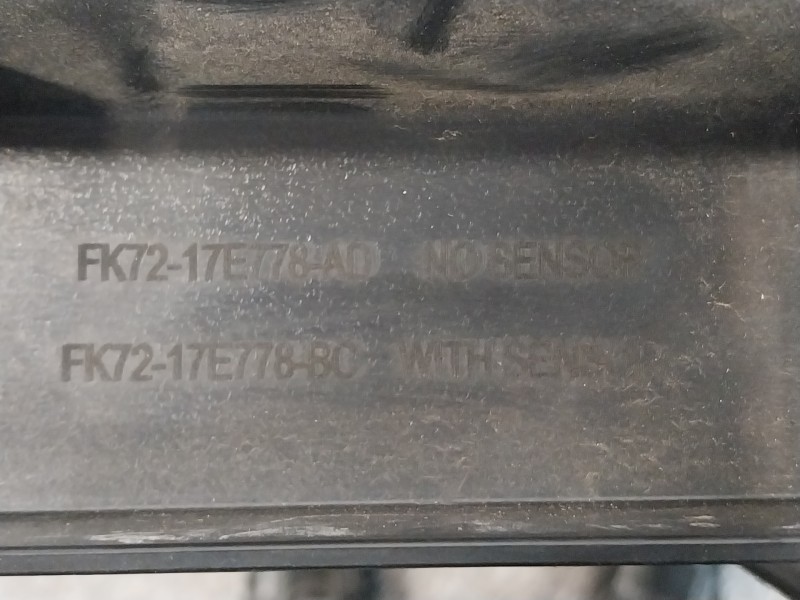 FK72-17E778-AD NO SENSOR
FK72-17E778-BC WITH